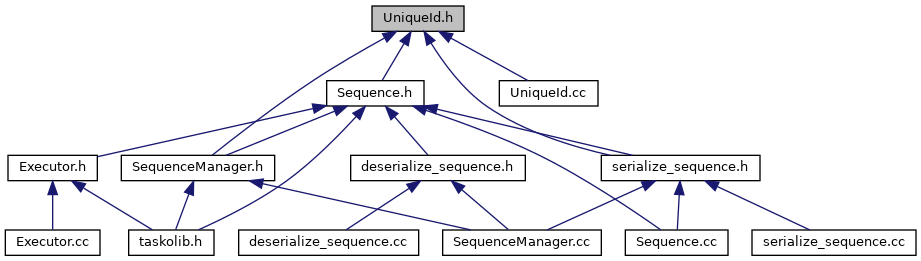 UniqueId.h
Sequence.h
UniqueId.cc
Executor.h
SequenceManager.h
deserialize_sequence.h
serialize_sequence.h
Executor.cc
taskolib.h
deserialize_sequence.cc
SequenceManager.cc
Sequence.cc
serialize_sequence.cc